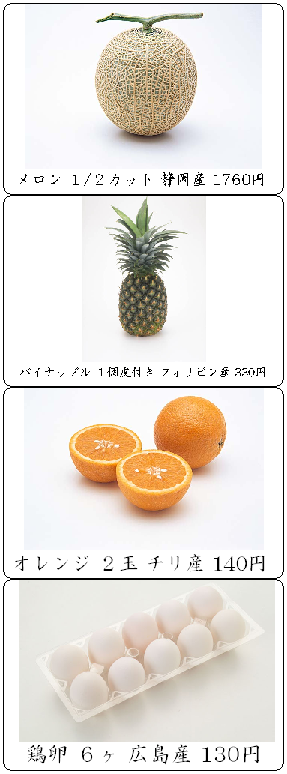 メロン 1/2カット 静岡産 1760円
パイナップル 1個皮付き フィリピン産 320円
オレンジ 2玉 チリ産 140円
鶏卵 6ヶ 広島産 130円